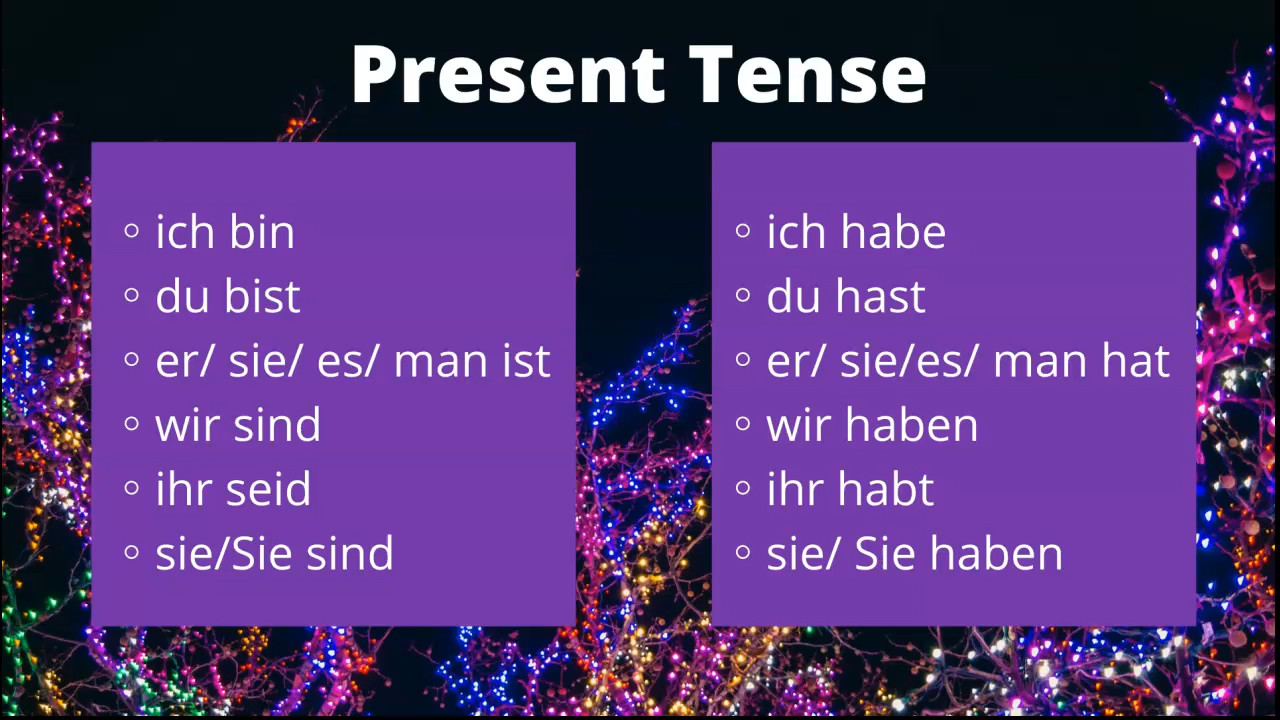 Present Tense
◦ ich bin
◦ du bist
◦ er/ sie/ es/ man ist
◦ wir sind
◦ ihr seid
◦ sie/Sie sind
◦ ich habe
◦ du hast
◦ er/ sie/es/ man hat
◦ wir haben
◦ ihr habt
◦ sie/ Sie haben